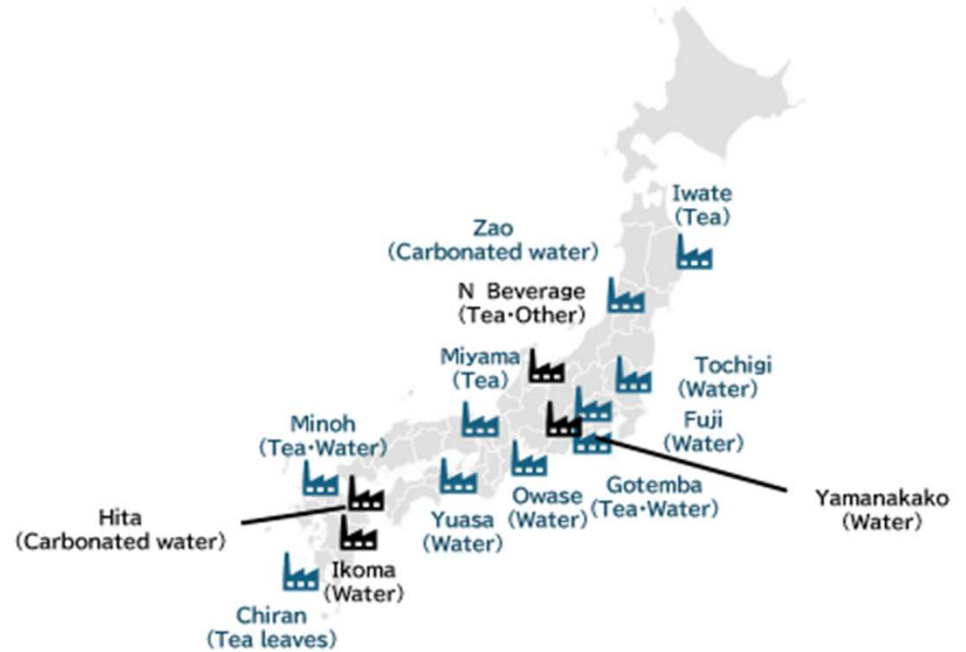 Iwate
(Tea)
Zao
(Carbonated water)
N Beverage
(Tea･Other)
Miyama
(Tea)
Tochigi
(Water)
Minoh
(Tea･Water)
Fuji
(Water)
Gotemba
(Tea･Water)
Owase
(Water)
Yamanakako
(Water)
Yuasa
(Water)
Hita
(Carbonated water)
Ikoma
(Water)
Chiran
(Tea leaves)